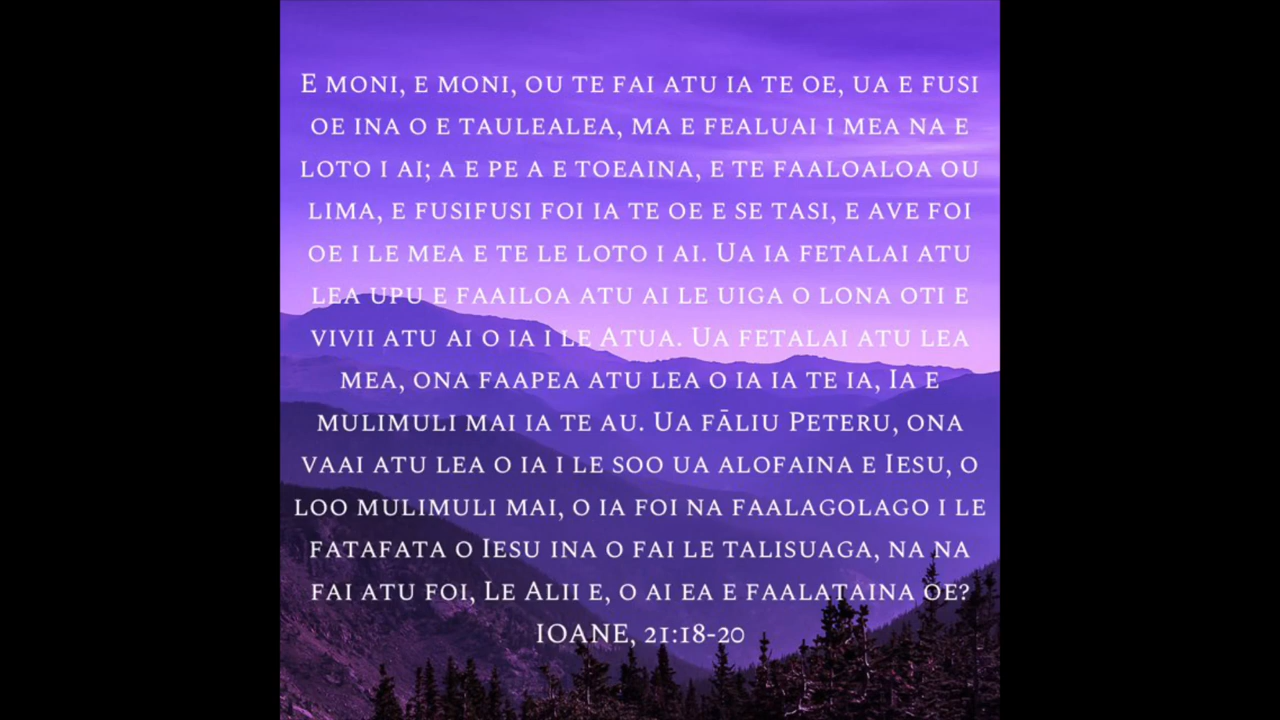 E MONI, E MONI, OU TE FAI ATU IA TE OE, UA E FUSI
OE INA O E TAULEALEA, MA E FEALUAI I MEA NA E
LOTO I AI; A E PE A E TOEAINA, E TE FAALOALOA OU
LIMA, E FUSIFUSI FOI IA TE OE E SE TASI, E AVE FOI
OE I LE MEA E TE LE LOTO I AI. UA IA FETALAI ATU
LEA UPU E FAAILOA ATU AI LE UIGA O LONA OTI E
VIVII ATU AI O IA I LE ATUA. UA FETALAI ATU LEA
MEA, ONA FAAPEA ATU LEA O IA IA TE IA, IA E
MULIMULI MAI IA TE AU. UA FĀLIU PETERU, ONA
VAAI ATU LEA O IA I LE SOO UA ALOFAINA E IESU, O
LOO MULIMULI MAI, O IA FOI NA FAALAGOLAGO I LE
FATAFATA O IESU INA O FAI LE TALISUAGA, NA NA
FAI ATU FOI, LE ALII E, O AI EA E FAALATAINA OE?
IOANE, 21:18-20